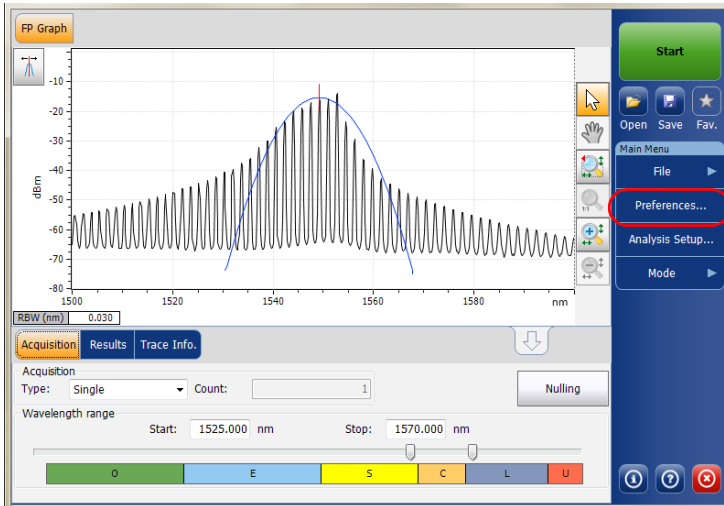 FP Graph
-10
-20
-30
-40
-50
-60
-70
-80
dBm
1500 1520 1540 1560 1580 nm
RBW (nm) 0.030
Acquisition Results Trace Info.
Acquisition
Type: Single Count: 1
Nulling
Wavelength range
Start: 1525.000 nm Stop: 1570.000 nm
O E S C L U
Start
Open Save Fav.
Main Menu
File
Preferences...
Analysis Setup...
Mode